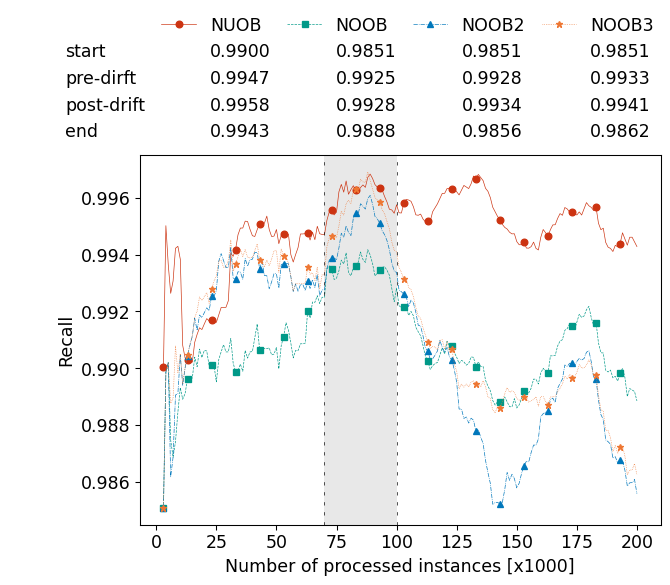 NUOB NOOB NOOB2 NOOB3
start 0.9900 0.9851 0.9851 0.9851
pre-dirft 0.9947 0.9925 0.9928 0.9933
post-drift 0.9958 0.9928 0.9934 0.9941
end 0.9943 0.9888 0.9856 0.9862
Recall
0.996
0.994
0.992
0.990
0.988
0.986
0 25 50 75 100 125 150 175 200
Number of processed instances [x1000]